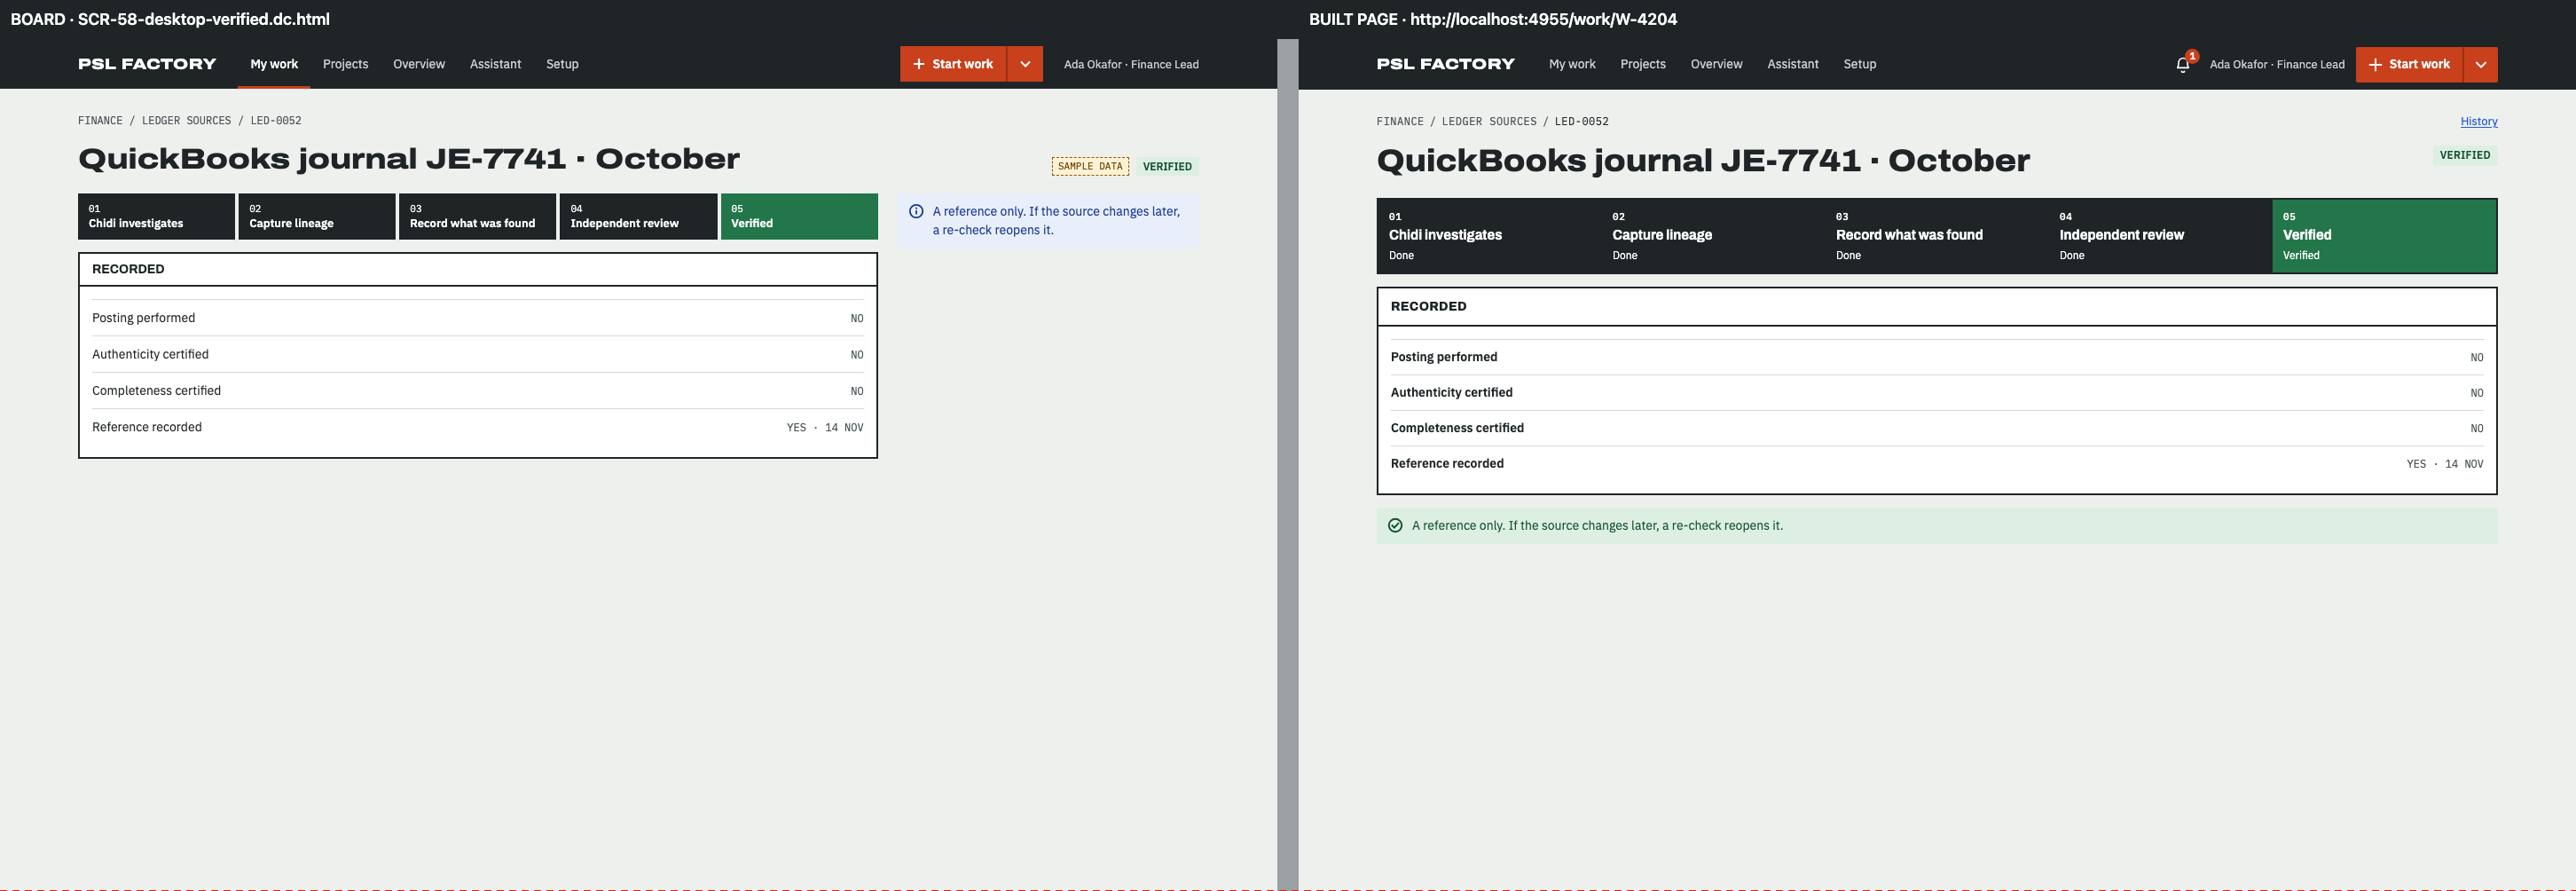 BOARD · SCR-58-desktop-verified.dc.html
PSL FACTORY My work Projects Overview Assistant Setup + Start work Ada Okafor · Finance Lead
FINANCE / LEDGER SOURCES / LED-0052
QuickBooks journal JE-7741 · October
SAMPLE DATA VERIFIED
01 Chidi investigates
02 Capture lineage
03 Record what was found
04 Independent review
05 Verified
A reference only. If the source changes later,
a re-check reopens it.
RECORDED
Posting performed NO
Authenticity certified NO
Completeness certified NO
Reference recorded YES · 14 NOV
BUILT PAGE · http://localhost:4955/work/W-4204
PSL FACTORY My work Projects Overview Assistant Setup 1 Ada Okafor · Finance Lead + Start work
FINANCE / LEDGER SOURCES / LED-0052 History
QuickBooks journal JE-7741 · October VERIFIED
01 Chidi investigates Done
02 Capture lineage Done
03 Record what was found Done
04 Independent review Done
05 Verified Verified
RECORDED
Posting performed NO
Authenticity certified NO
Completeness certified NO
Reference recorded YES · 14 NOV
A reference only. If the source changes later, a re-check reopens it.